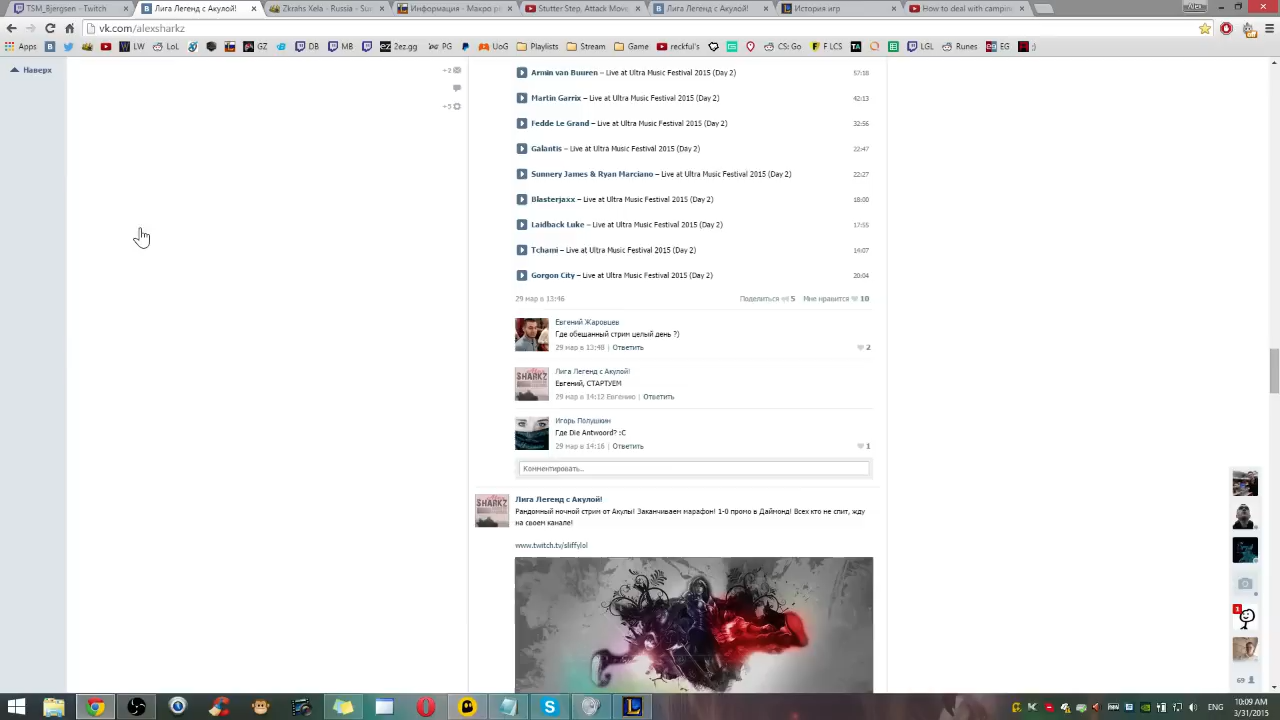 TSM_Bjergsen - Twitch
Лига Легенд с Акулой!
Zkrahs Xela - Russia - Su
Информация - Макро р
Stutter Step, Attack Mov
Лига Легенд с Акулой!
История игр
How to deal with campin
vk.com/alexsharkz
Apps
LoL
GZ
DB
2ez.gg
PG
UoG
Playlists
Stream
Game
reckful's
CS:Go
F LCS
LGL
Runes
EG
;)
Наверх
+2
+5
Armin van Buuren – Live at Ultra Music Festival 2015 (Day 2) 57:18
Martin Garrix – Live at Ultra Music Festival 2015 (Day 2) 42:13
Fedde Le Grand – Live at Ultra Music Festival 2015 (Day 2) 32:56
Galantis – Live at Ultra Music Festival 2015 (Day 2) 22:47
Sunnery James & Ryan Marciano – Live at Ultra Music Festival 2015 (Day 2) 22:27
Blasterjaxx – Live at Ultra Music Festival 2015 (Day 2) 18:00
Laidback Luke – Live at Ultra Music Festival 2015 (Day 2) 17:55
Tchami – Live at Ultra Music Festival 2015 (Day 2) 14:07
Gorgon City – Live at Ultra Music Festival 2015 (Day 2) 20:04
29 мар в 13:46 Поделиться 5 Мне нравится 10
Евгений Жаровцев
Где обещанный стрим целый день ?)
29 мар в 13:48 | Ответить 2
Лига Легенд с Акулой!
Евгений, СТАРТУЕМ
29 мар в 14:12 Евгению | Ответить
Игорь Полушкин
Где Die Antwoord? :С
29 мар в 14:16 | Ответить 1
Комментировать...
Лига Легенд с Акулой!
Рандомный ночной стрим от Акулы! Заканчиваем марафон! 1-0 промо в Даймонд! Всех кто не спит, жду
на своем канале!
www.twitch.tv/sliffylol
SHARKZ
SHARKZ
1
69
10:09 AM
3/31/2015